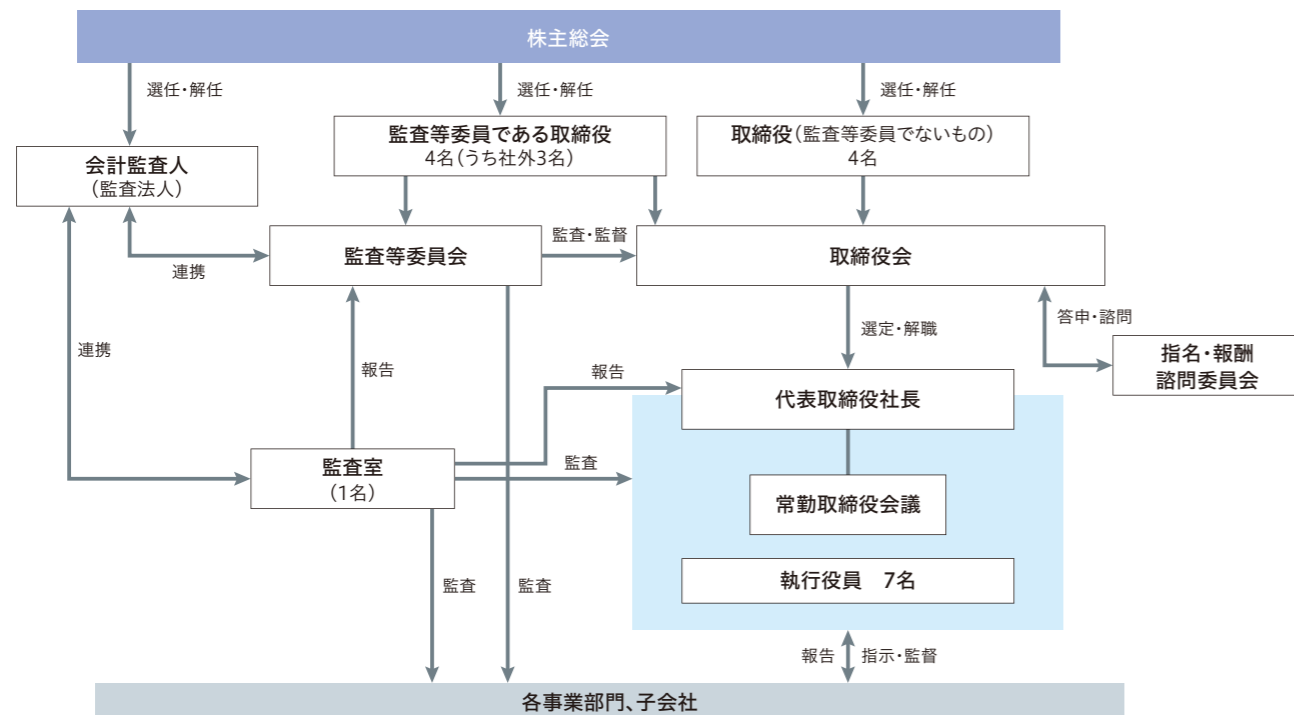 株主総会
選任・解任
選任・解任
選任・解任
監査等委員である取締役
4名(うち社外3名)
取締役(監査等委員でないもの)
4名
会計監査人
(監査法人)
監査等委員会
監査・監督
取締役会
連携
連携
報告
選定・解職
答申・諮問
指名・報酬
諮問委員会
報告
代表取締役社長
監査室
(1名)
監査
常勤取締役会議
執行役員　7名
監査
監査
報告
指示・監督
各事業部門、子会社